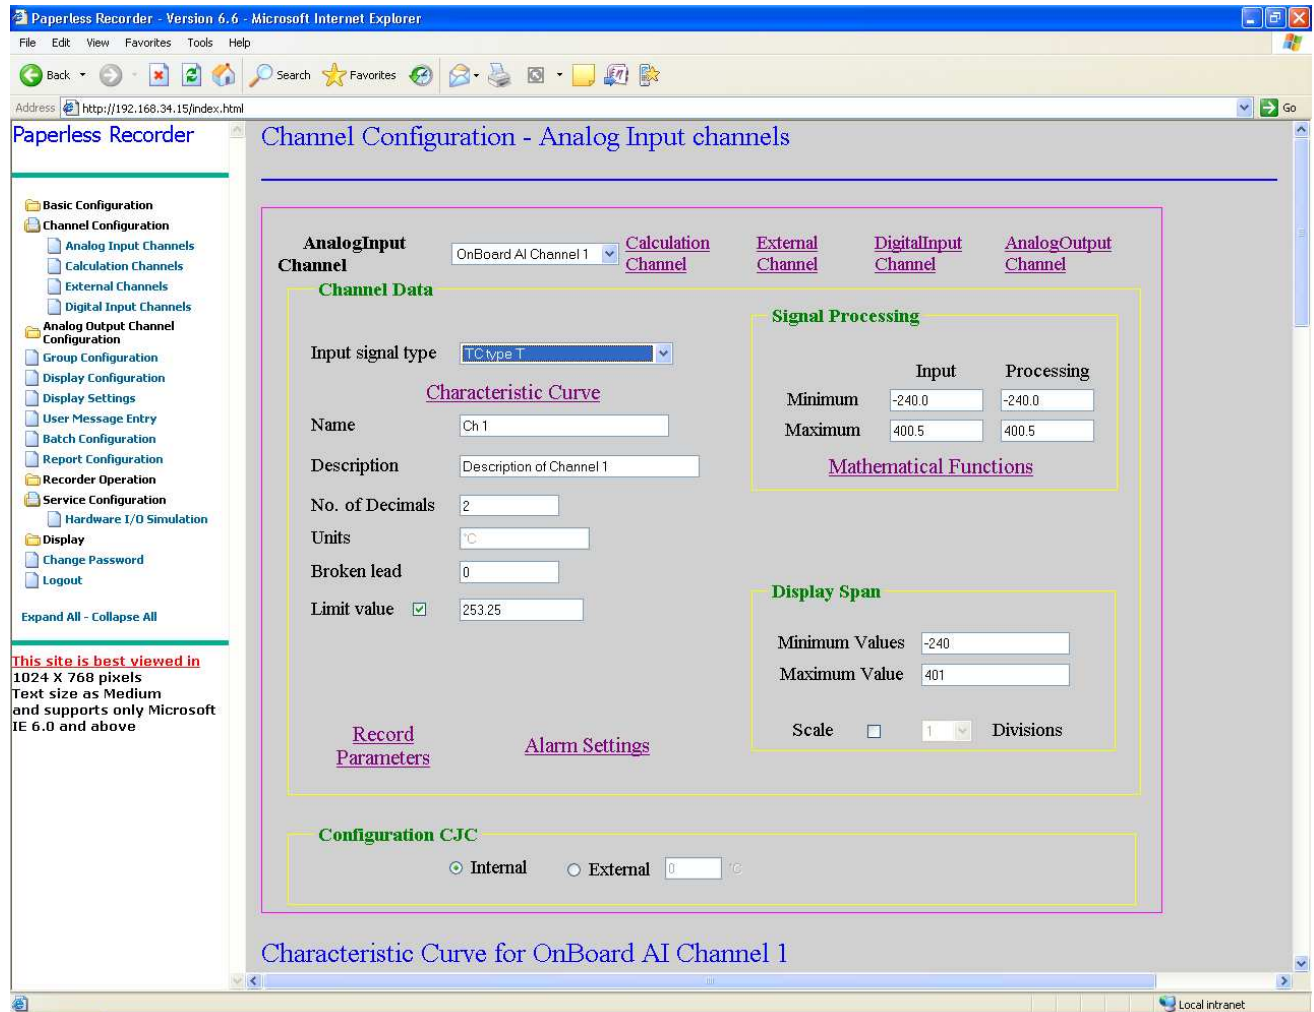 Paperless Recorder - Version 6.6 - Microsoft Internet Explorer
File Edit View Favorites Tools Help
Back Search Favorites
Address http://192.168.34.15/index.html Go
Paperless Recorder
Basic Configuration
Channel Configuration
Analog Input Channels
Calculation Channels
External Channels
Digital Input Channels
Analog Output Channel
Configuration
Group Configuration
Display Configuration
Display Settings
User Message Entry
Batch Configuration
Report Configuration
Recorder Operation
Service Configuration
Hardware I/O Simulation
Display
Change Password
Logout
Expand All - Collapse All
This site is best viewed in
1024 X 768 pixels
Text size as Medium
and supports only Microsoft
IE 6.0 and above
Channel Configuration - Analog Input channels
AnalogInput
Channel
OnBoard AI Channel 1
Calculation
Channel
External
Channel
DigitalInput
Channel
AnalogOutput
Channel
Channel Data
Input signal type TC type T
Characteristic Curve
Name Ch 1
Description Description of Channel 1
No. of Decimals 2
Units °C
Broken lead 0
Limit value 253.25
Record
Parameters
Alarm Settings
Signal Processing
Input Processing
Minimum -240.0 -240.0
Maximum 400.5 400.5
Mathematical Functions
Display Span
Minimum Values -240
Maximum Value 401
Scale 1 Divisions
Configuration CJC
Internal External 0 °C
Characteristic Curve for OnBoard AI Channel 1
Local intranet